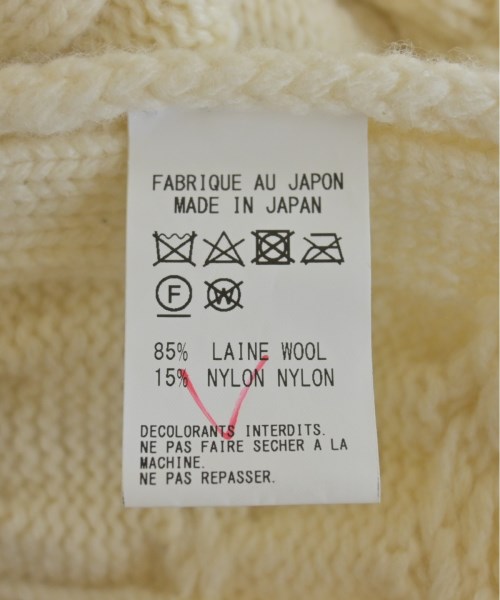 FABRIQUE AU JAPON
MADE IN JAPAN
F
W
85% LAINE WOOL
15% NYLON NYLON
DECOLORANTS INTERDITS.
NE PAS FAIRE SECHER A LA
MACHINE.
NE PAS REPASSER.